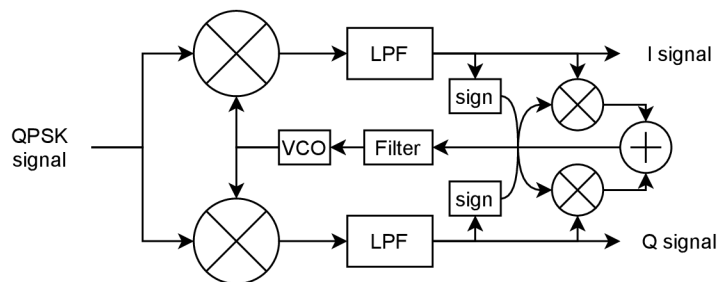 LPF
I signal
sign
QPSK
signal
VCO
Filter
sign
LPF
Q signal